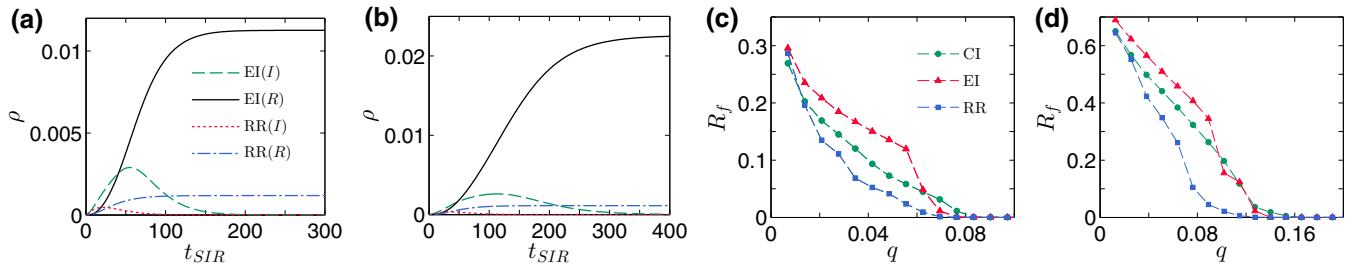 (a)
ρ
0.01
0.005
0
0 100 200 300
t_SIR
EI(I)
EI(R)
RR(I)
RR(R)
(b)
ρ
0.02
0.01
0
0 100 200 300 400
t_SIR
(c)
R_f
0.3
0.2
0.1
0
0 0.04 0.08
q
CI
EI
RR
(d)
R_f
0.6
0.4
0.2
0
0 0.08 0.16
q